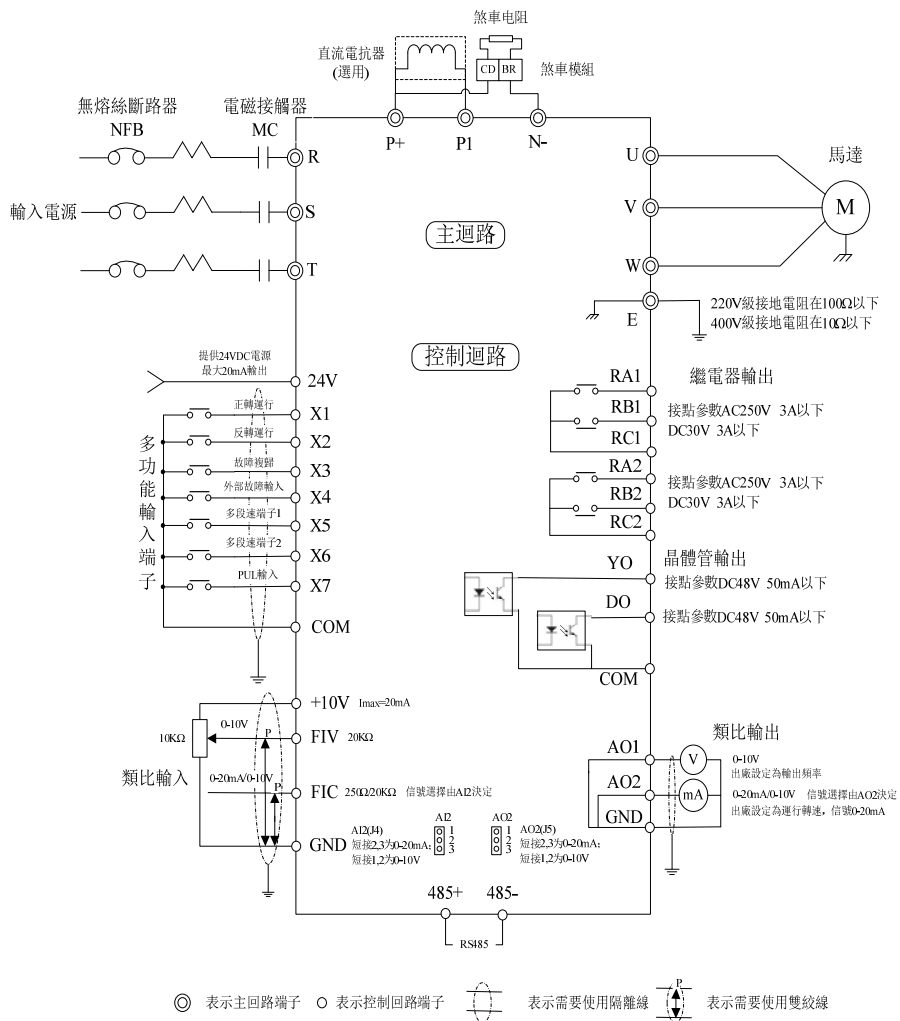 煞車电阻
直流電抗器
(選用)
CD BR
煞車模組
無熔絲斷路器
NFB
電磁接觸器
MC
P+ P1 N-
R
輸入電源
S
T
主迴路
U
V
W
馬達
M
E
220V級接地電阻在100Ω以下
400V級接地電阻在10Ω以下
控制迴路
提供24VDC電源
最大20mA輸出
24V
多功能輸入端子
正轉運行
X1
反轉運行
X2
故障複歸
X3
外部故障輸入
X4
多段速端子1
X5
多段速端子2
X6
PUL輸入
X7
COM
RA1
RB1
RC1
繼電器輸出
接點參數AC250V 3A以下
DC30V 3A以下
RA2
RB2
RC2
接點參數AC250V 3A以下
DC30V 3A以下
YO
晶體管輸出
接點參數DC48V 50mA以下
DO
接點參數DC48V 50mA以下
COM
+10V Imax=20mA
0-10V
P
10KΩ
FIV 20KΩ
類比輸入
0-20mA/0-10V
P
FIC 250Ω/20KΩ 信號選擇由AI2決定
GND
AI2(J4)
短接2,3为0-20mA;
短接1,2为0-10V
AI2
1
2
3
AO2
1
2
3
AO2(J5)
短接2,3为0-20mA;
短接1,2为0-10V
類比輸出
AO1
V
0-10V
出廠設定為輸出頻率
AO2
mA
0-20mA/0-10V 信號選擇由AO2決定
出廠設定為運行轉速，信號0-20mA
GND
485+ 485-
RS485
表示主回路端子
表示控制回路端子
表示需要使用隔離線
P
表示需要使用雙絞線